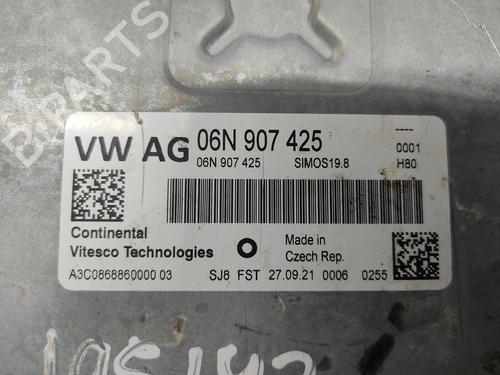 B-PARTS
VW AG 06N 907 425
06N 907 425 SIMOS19.8
----
0001
H80
Continental
Vitesco Technologies
Made in
Czech Rep.
A3C0868860000 03 SJ8 FST 27.09.21 0006 0255